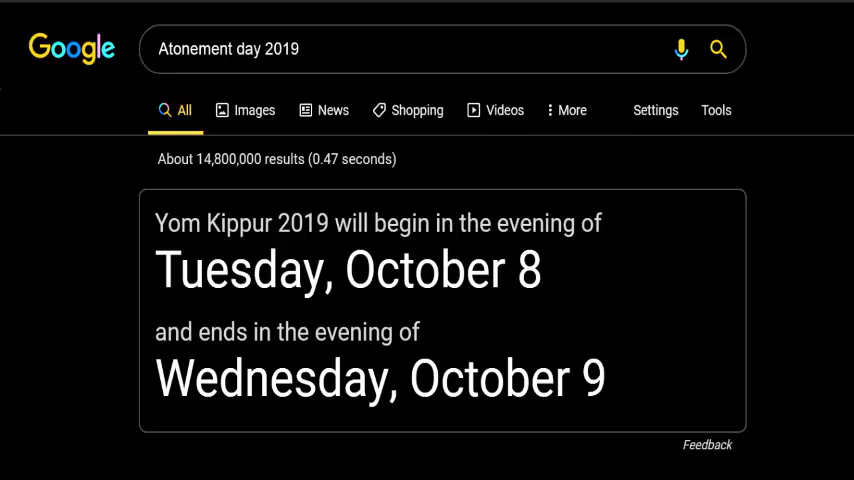 Google
Atonement day 2019
All Images News Shopping Videos More Settings Tools
About 14,800,000 results (0.47 seconds)
Yom Kippur 2019 will begin in the evening of
Tuesday, October 8
and ends in the evening of
Wednesday, October 9
Feedback